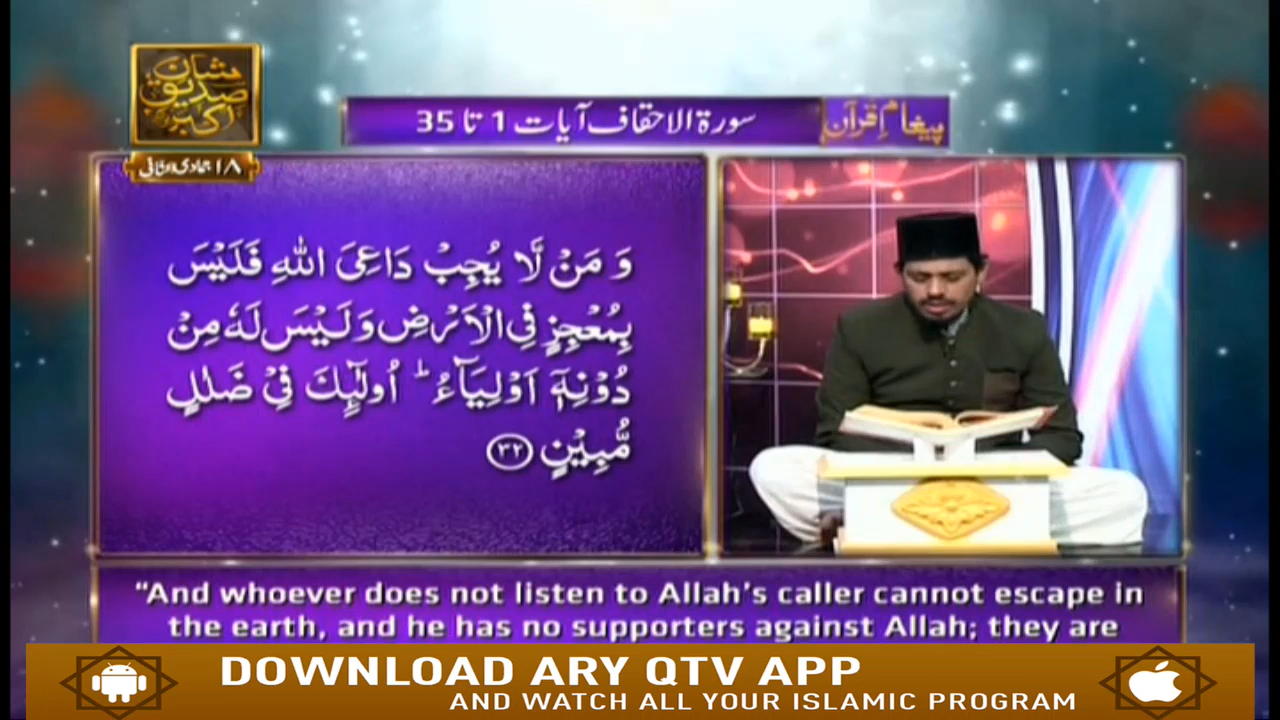 شان
صدیق
اکبرؓ
۱۸ جمادی الثانی
پیغام قرآن
سورۃ الاحقاف آیات 1 تا 35
وَ مَنْ لَّا یُجِبْ دَاعِیَ اللّٰهِ فَلَیْسَ
بِمُعْجِزٍ فِی الْاَرْضِ وَ لَیْسَ لَهٗ مِنْ
دُوْنِهٖۤ اَوْلِیَآءُ ؕ اُولٰٓىِٕكَ فِیْ ضَلٰلٍ
مُّبِیْنٍ ﴿۳۲﴾
“And whoever does not listen to Allah’s caller cannot escape in
the earth, and he has no supporters against Allah; they are
DOWNLOAD ARY QTV APP
AND WATCH ALL YOUR ISLAMIC PROGRAM